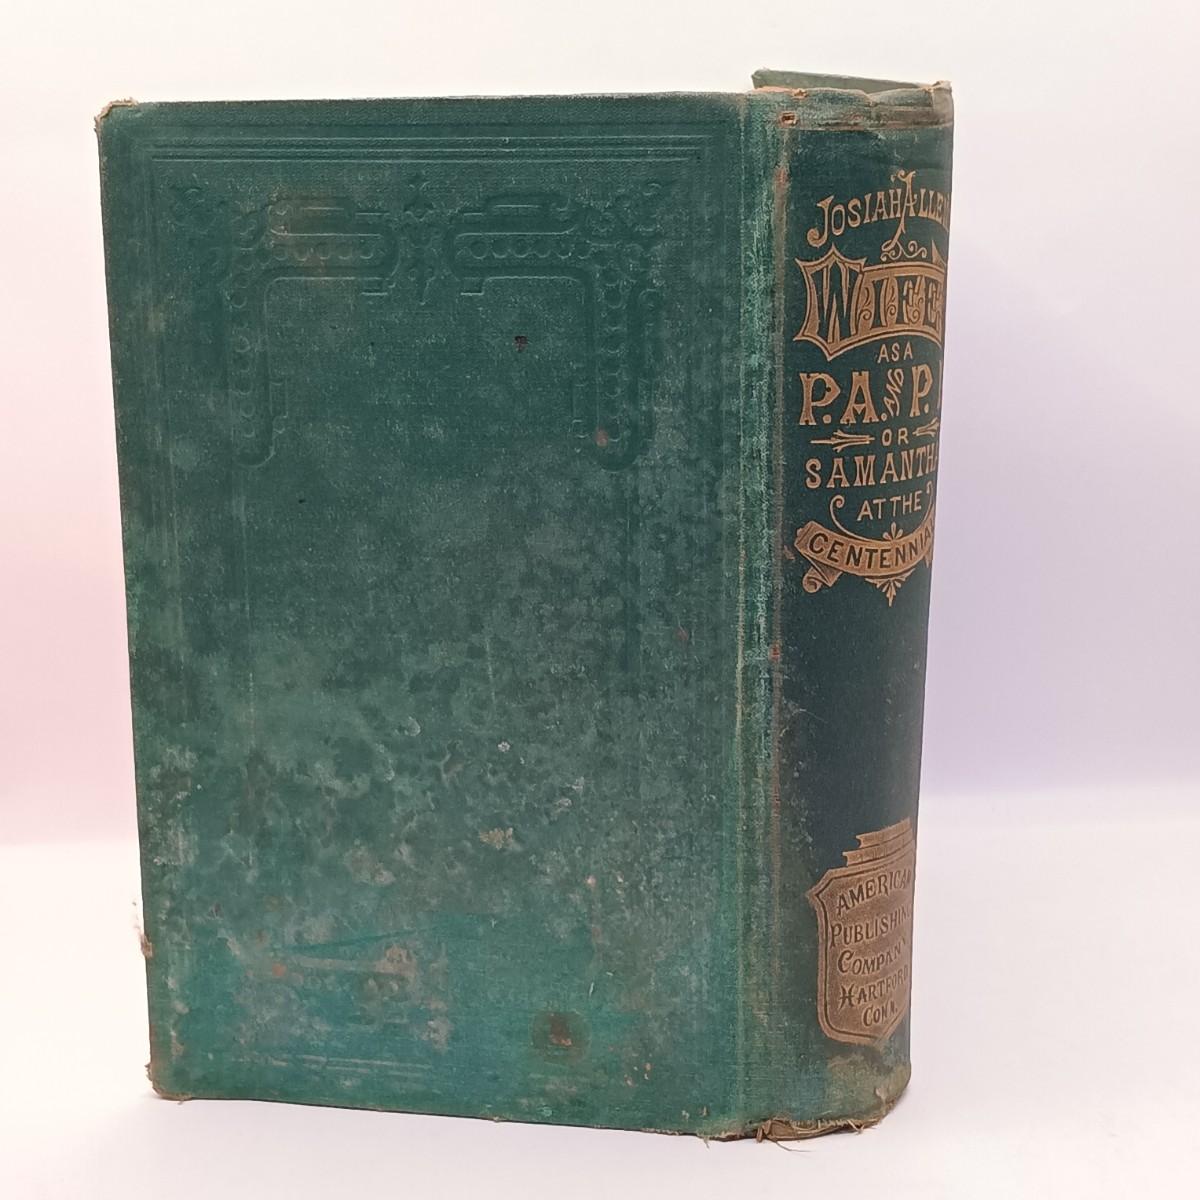 JOSIAH ALLEN
WIFE
AS A
P.A. AND P.I
OR
SAMANTHA
AT THE
CENTENNIAL
AMERICAN
PUBLISHING
COMPANY
HARTFORD
CONN.